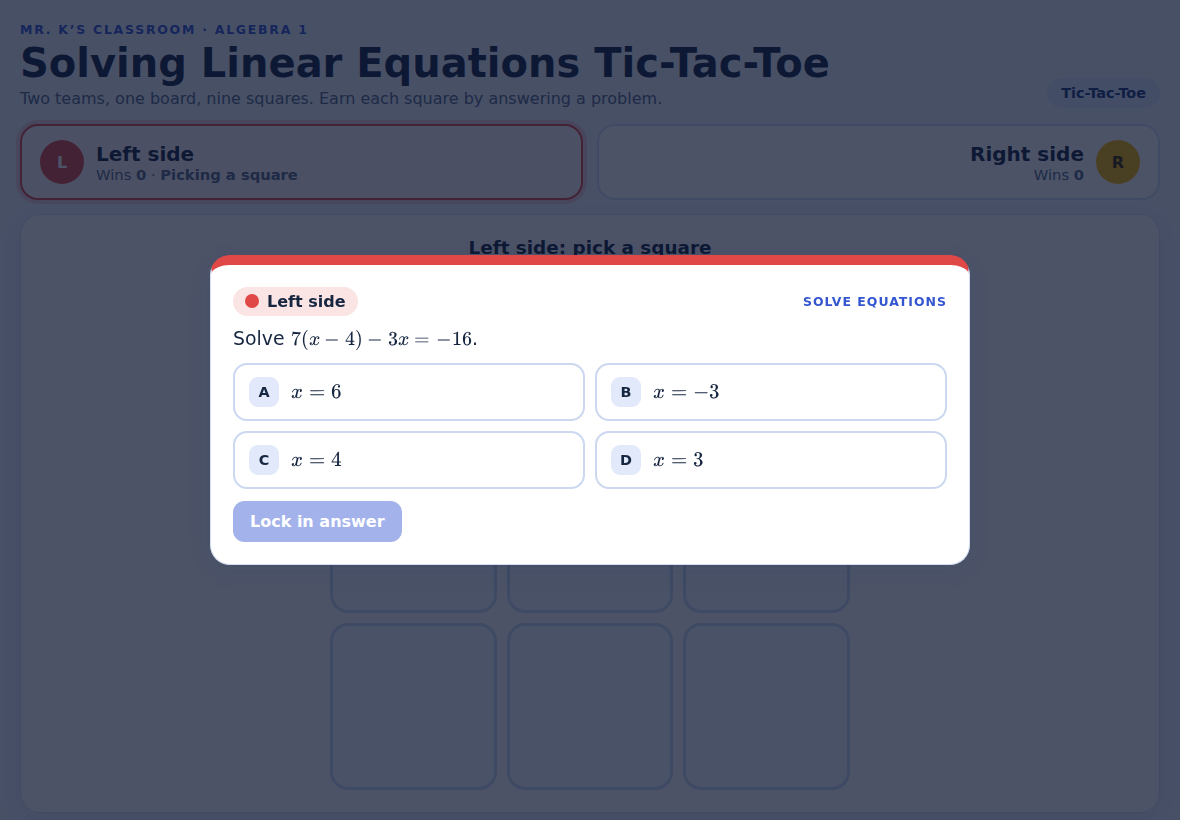 MR. K'S CLASSROOM · ALGEBRA 1
Solving Linear Equations Tic-Tac-Toe
Two teams, one board, nine squares. Earn each square by answering a problem.
Tic-Tac-Toe
L
Left side
Wins 0 · Picking a square
Right side
Wins 0
R
Left side: pick a square
Left side
SOLVE EQUATIONS
Solve 7(x − 4) − 3x = −16.
A x = 6
B x = −3
C x = 4
D x = 3
Lock in answer